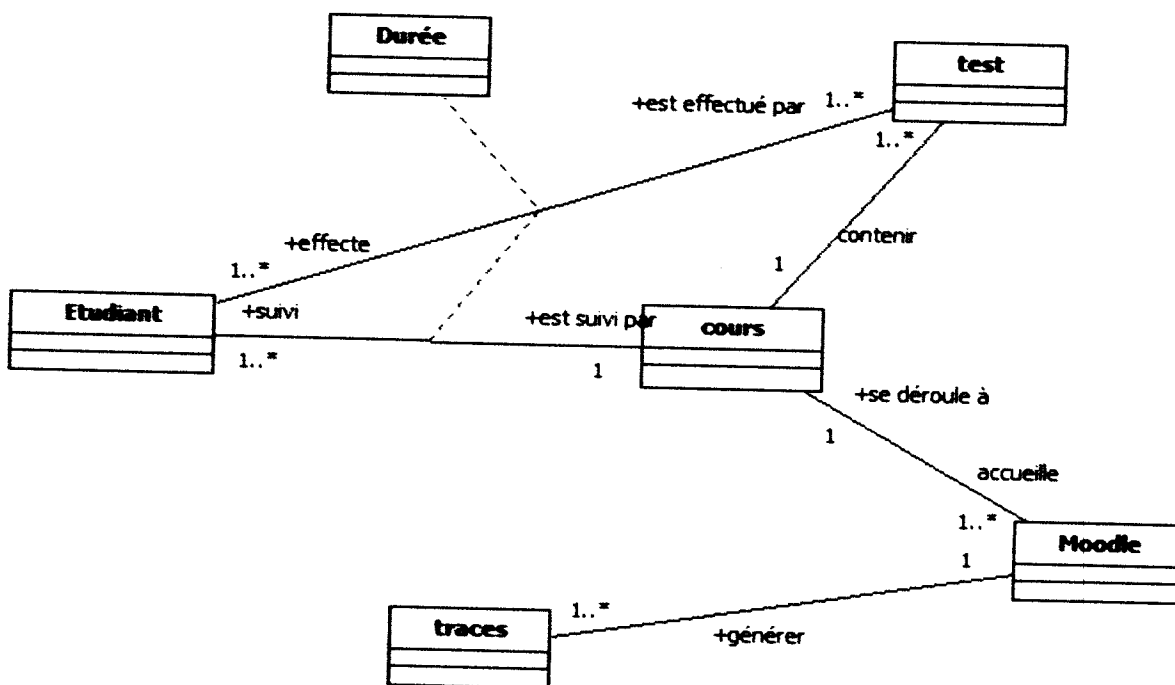 Durée
test
+est effectué par
1..*
1..*
contenir
+effecte
1..*
1
Etudiant
+suivi
+est suivi par
cours
1..*
1
+se déroule à
1
accueille
1..*
Moodle
1
1..*
traces
+générer